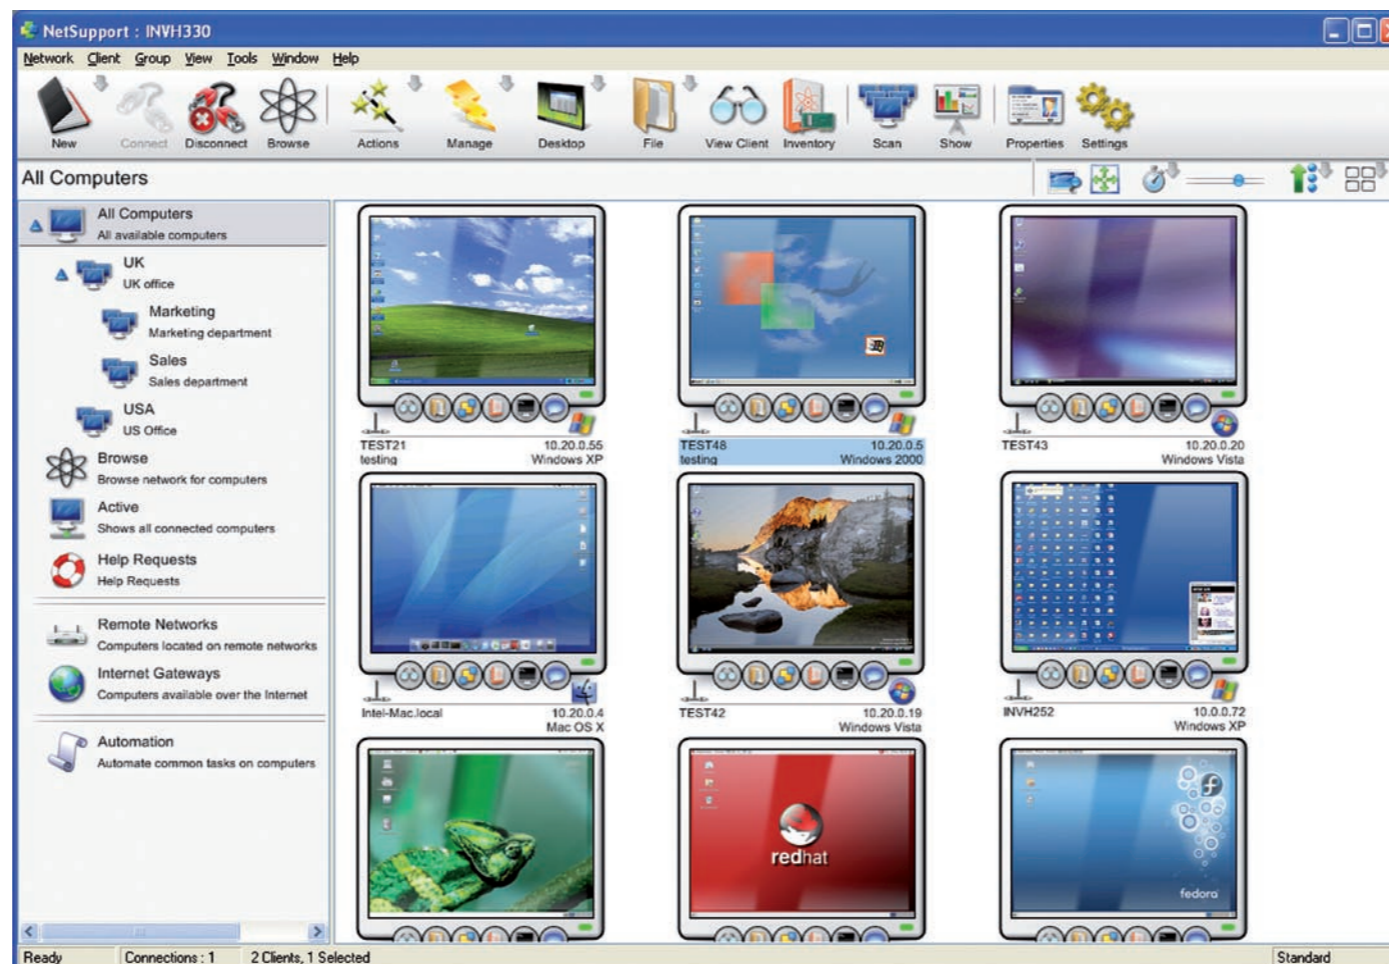 NetSupport : INVH330
Network Client Group View Tools Window Help
New Connect Disconnect Browse Actions Manage Desktop File View Client Inventory Scan Show Properties Settings
All Computers
All Computers
All available computers
UK
UK office
Marketing
Marketing department
Sales
Sales department
USA
US Office
Browse
Browse network for computers
Active
Shows all connected computers
Help Requests
Help Requests
Remote Networks
Computers located on remote networks
Internet Gateways
Computers available over the Internet
Automation
Automate common tasks on computers
TEST21 10.20.0.55
testing Windows XP
TEST48 10.20.0.5
testing Windows 2000
TEST43 10.20.0.20
Windows Vista
Intel-Mac.local 10.20.0.4
Mac OS X
TEST42 10.20.0.19
Windows Vista
INVH252 10.0.0.72
Windows XP
redhat
fedora
Ready Connections : 1 2 Clients, 1 Selected Standard